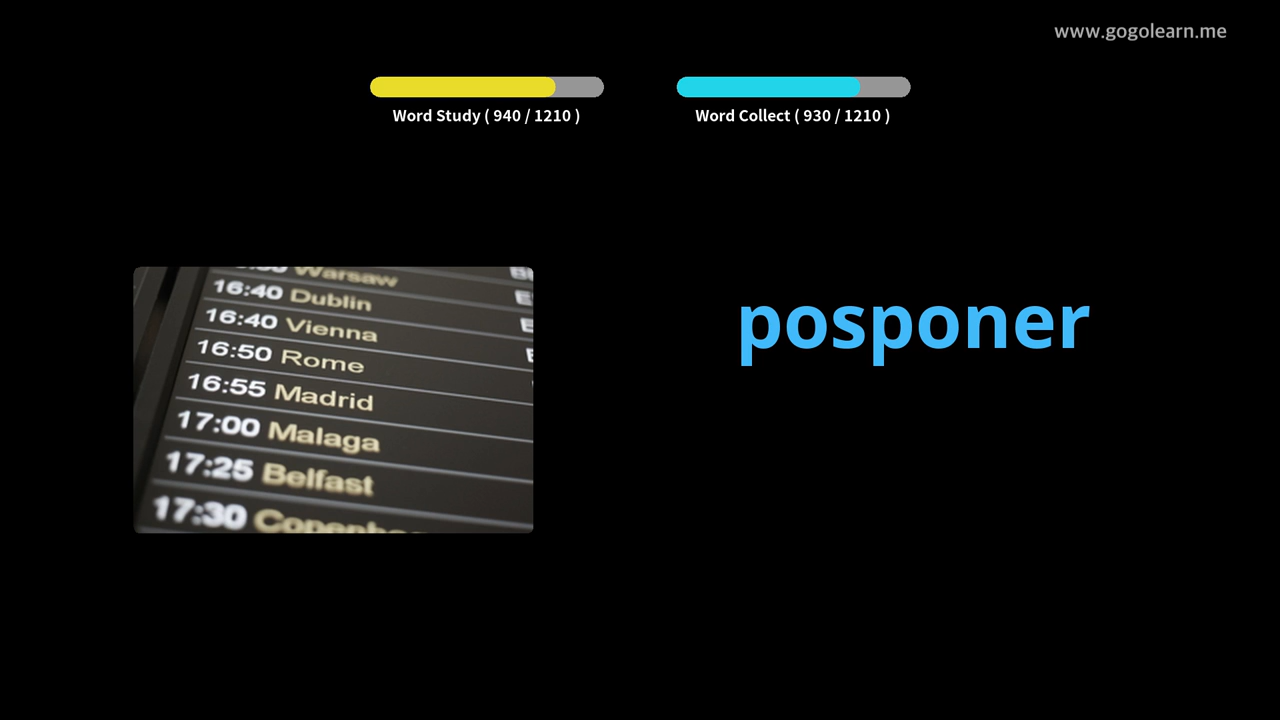 www.gogolearn.me
Word Study ( 940 / 1210 )
Word Collect ( 930 / 1210 )
Warsaw
16:40 Dublin
16:40 Vienna
16:50 Rome
16:55 Madrid
17:00 Malaga
17:25 Belfast
17:30
posponer